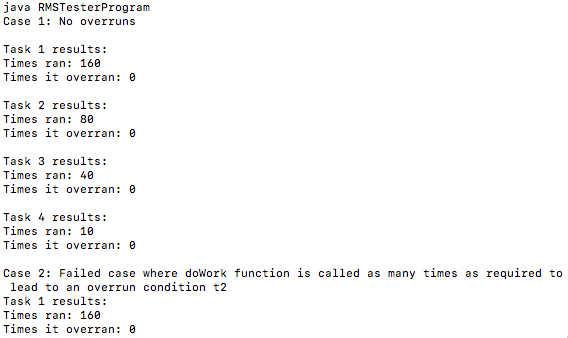 java RMSTesterProgram
Case 1: No overruns
Task 1 results:
Times ran: 160
Times it overran: 0
Task 2 results:
Times ran: 80
Times it overran: 0
Task 3 results:
Times ran: 40
Times it overran: 0
Task 4 results:
Times ran: 10
Times it overran: 0
Case 2: Failed case where doWork function is called as many times as required to
lead to an overrun condition t2
Task 1 results:
Times ran: 160
Times it overran: 0